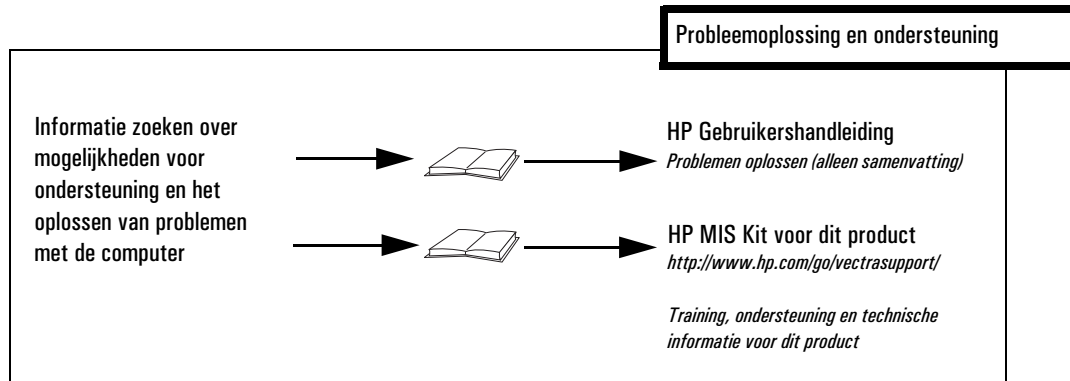 Probleemoplossing en ondersteuning
Informatie zoeken over
mogelijkheden voor
ondersteuning en het
oplossen van problemen
met de computer
HP Gebruikershandleiding
Problemen oplossen (alleen samenvatting)
HP MIS Kit voor dit product
http://www.hp.com/go/vectrasupport/
Training, ondersteuning en technische
informatie voor dit product